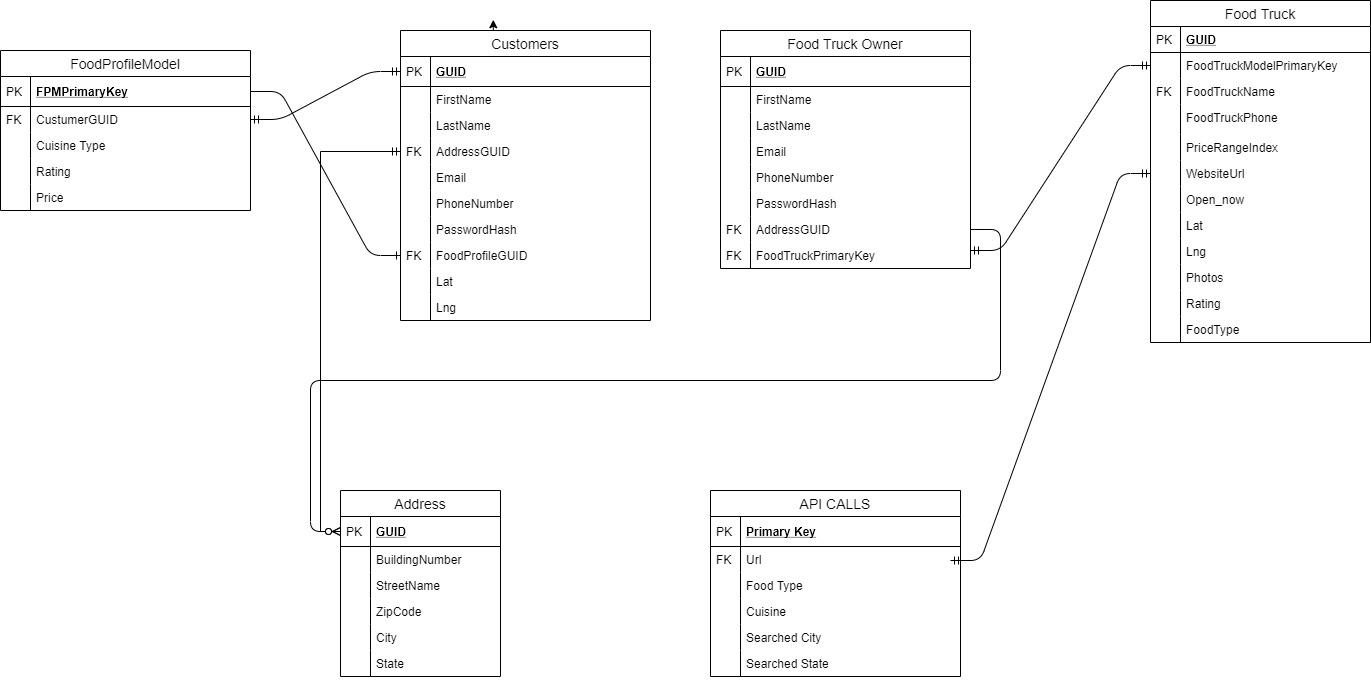 FoodProfileModel
PK FPMPrimaryKey
FK CustumerGUID
Cuisine Type
Rating
Price
Customers
PK GUID
FirstName
LastName
FK AddressGUID
Email
PhoneNumber
PasswordHash
FK FoodProfileGUID
Lat
Lng
Food Truck Owner
PK GUID
FirstName
LastName
Email
PhoneNumber
PasswordHash
FK AddressGUID
FK FoodTruckPrimaryKey
Food Truck
PK GUID
FoodTruckModelPrimaryKey
FK FoodTruckName
FoodTruckPhone
PriceRangeIndex
WebsiteUrl
Open_now
Lat
Lng
Photos
Rating
FoodType
Address
PK GUID
BuildingNumber
StreetName
ZipCode
City
State
API CALLS
PK Primary Key
FK Url
Food Type
Cuisine
Searched City
Searched State